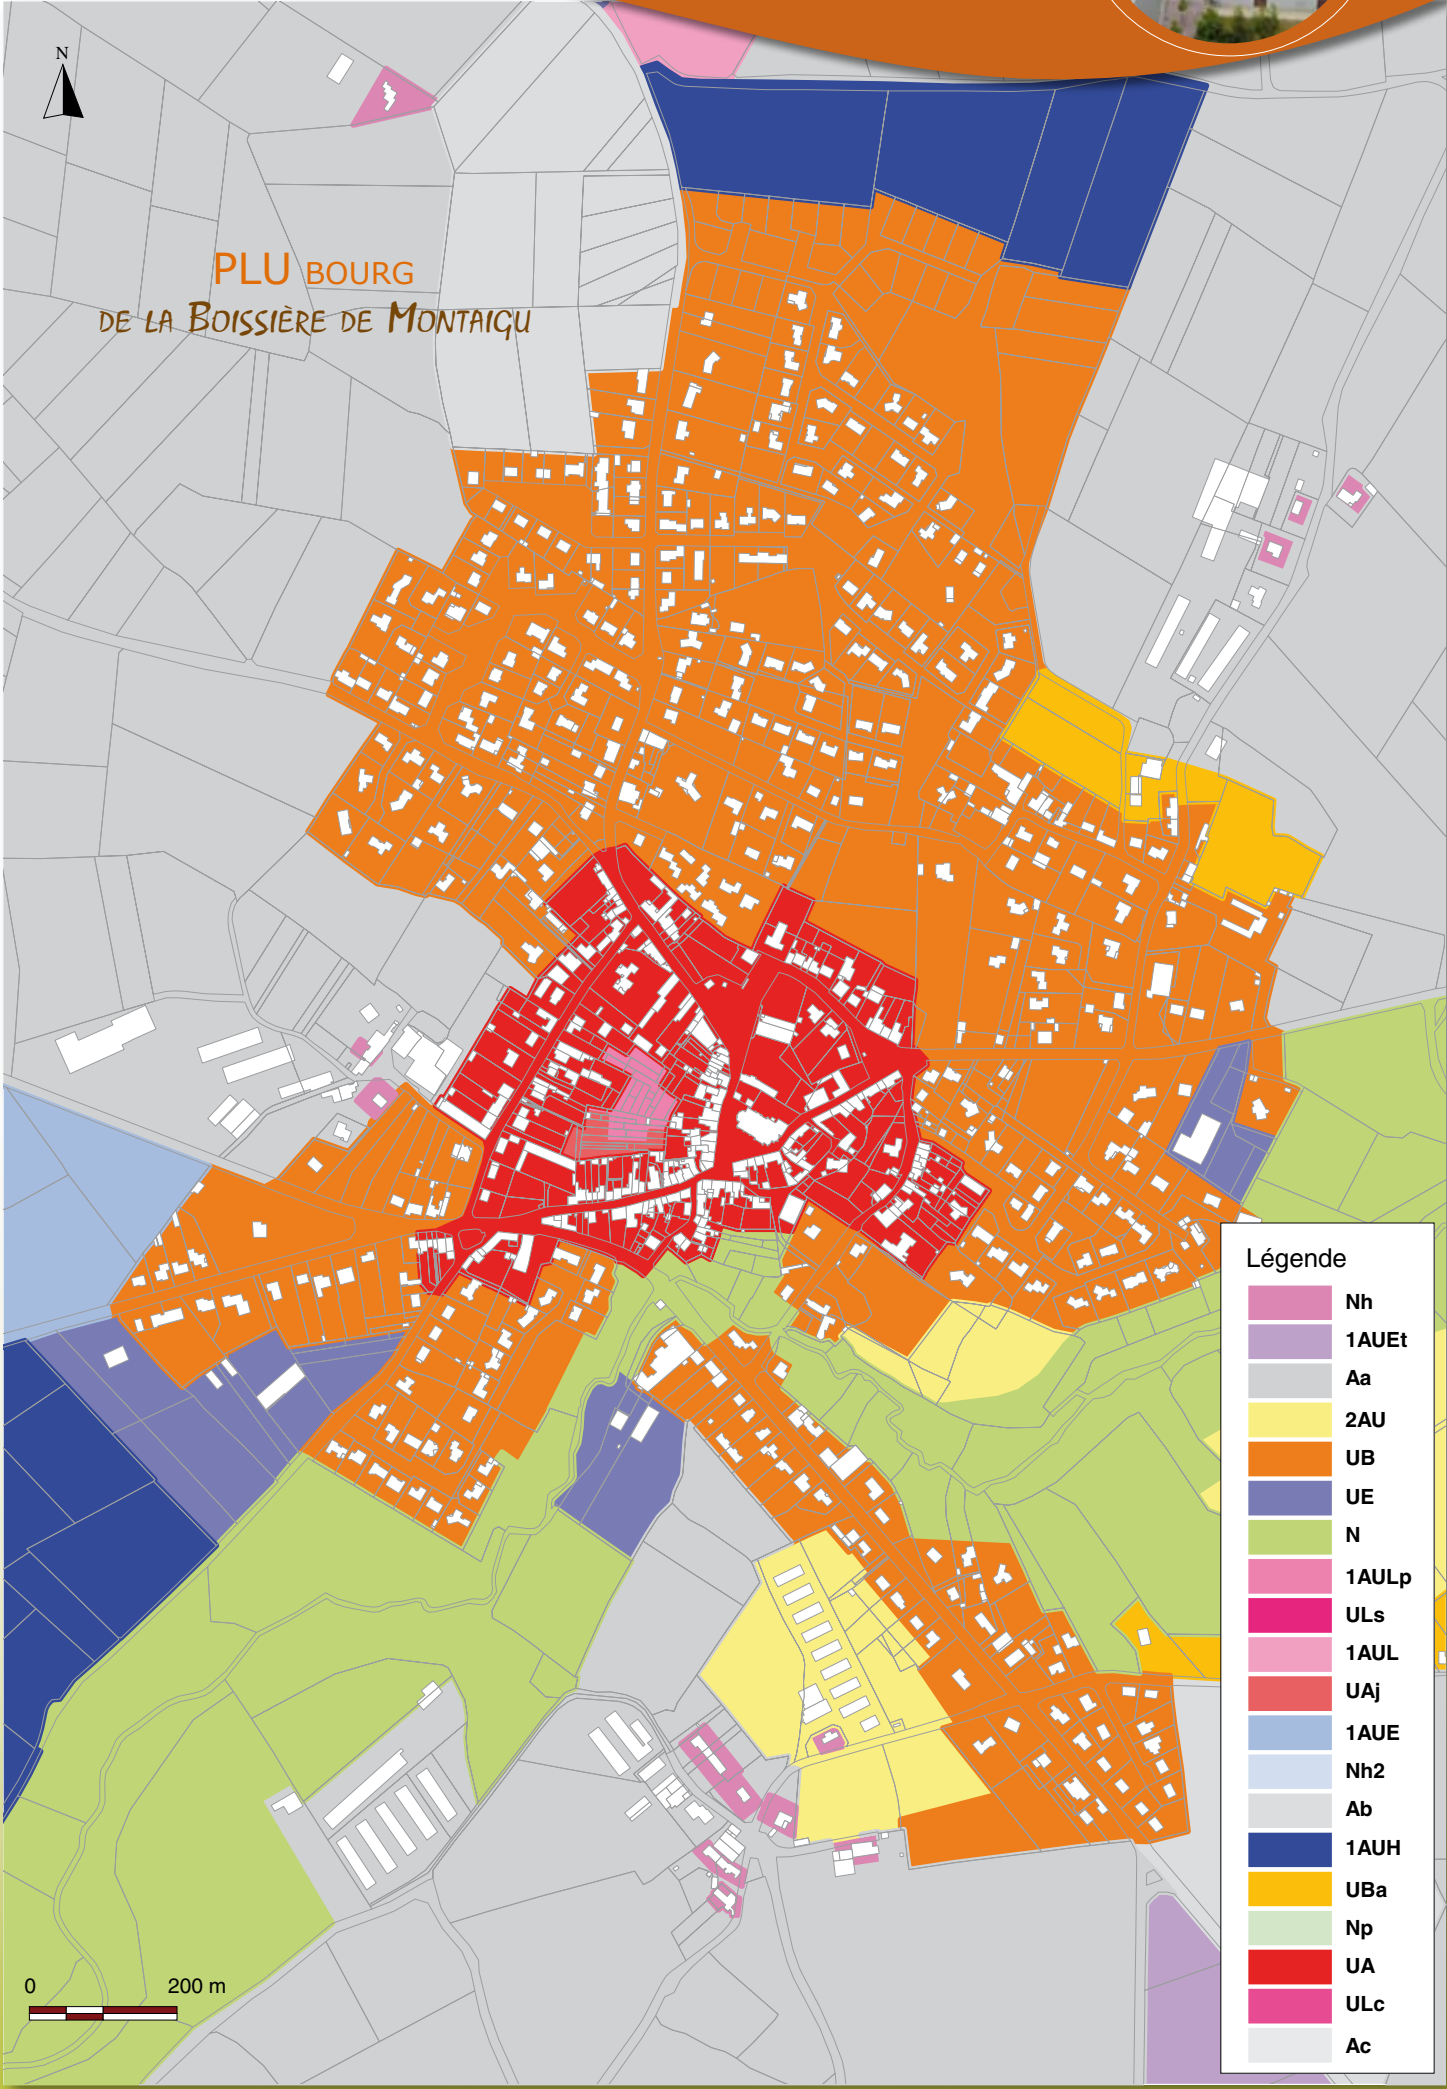 N
PLU BOURG
DE LA BOISSIÈRE DE MONTAIGU
Légende
Nh
1AUEt
Aa
2AU
UB
UE
N
1AULp
ULs
1AUL
UAj
1AUE
Nh2
Ab
1AUH
UBa
Np
UA
ULc
Ac
0 200 m